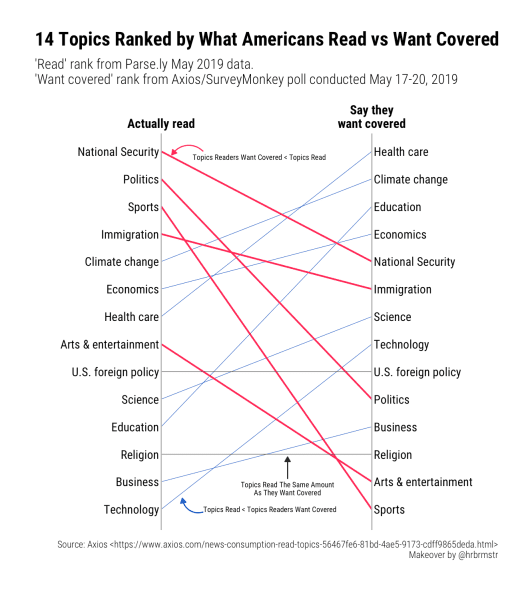 14 Topics Ranked by What Americans Read vs Want Covered
'Read' rank from Parse.ly May 2019 data.
'Want covered' rank from Axios/SurveyMonkey poll conducted May 17-20, 2019
Actually read
Say they
want covered
National Security
Politics
Sports
Immigration
Climate change
Economics
Health care
Arts & entertainment
U.S. foreign policy
Science
Education
Religion
Business
Technology
Topics Readers Want Covered < Topics Read
Topics Read The Same Amount
As They Want Covered
Topics Read < Topics Readers Want Covered
Health care
Climate change
Education
Economics
National Security
Immigration
Science
Technology
U.S. foreign policy
Politics
Business
Religion
Arts & entertainment
Sports
Source: Axios <https://www.axios.com/news-consumption-read-topics-56467fe6-81bd-4ae5-9173-cdff9865deda.html>
Makeover by @hrbrmstr